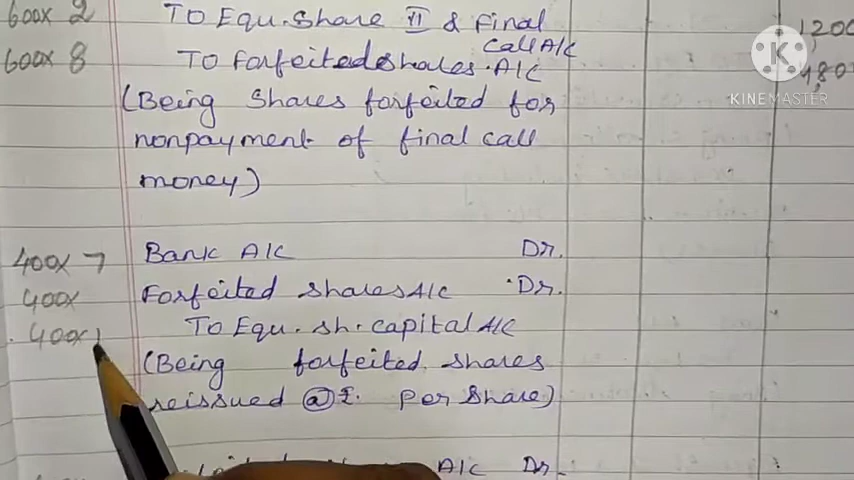 600x 2 To Equ. Share II & Final Call A/c 1200
600x 8 To Forfeited shares. A/c 480
(Being Shares forfeited for
nonpayment of final call
money)
400x 7 Bank A/c Dr.
400x Forfeited shares A/c Dr.
400x1 To Equ. sh. capital A/c
(Being forfeited shares
reissued @ ₹. per share)
A/c Dr.
K
KINEMASTER